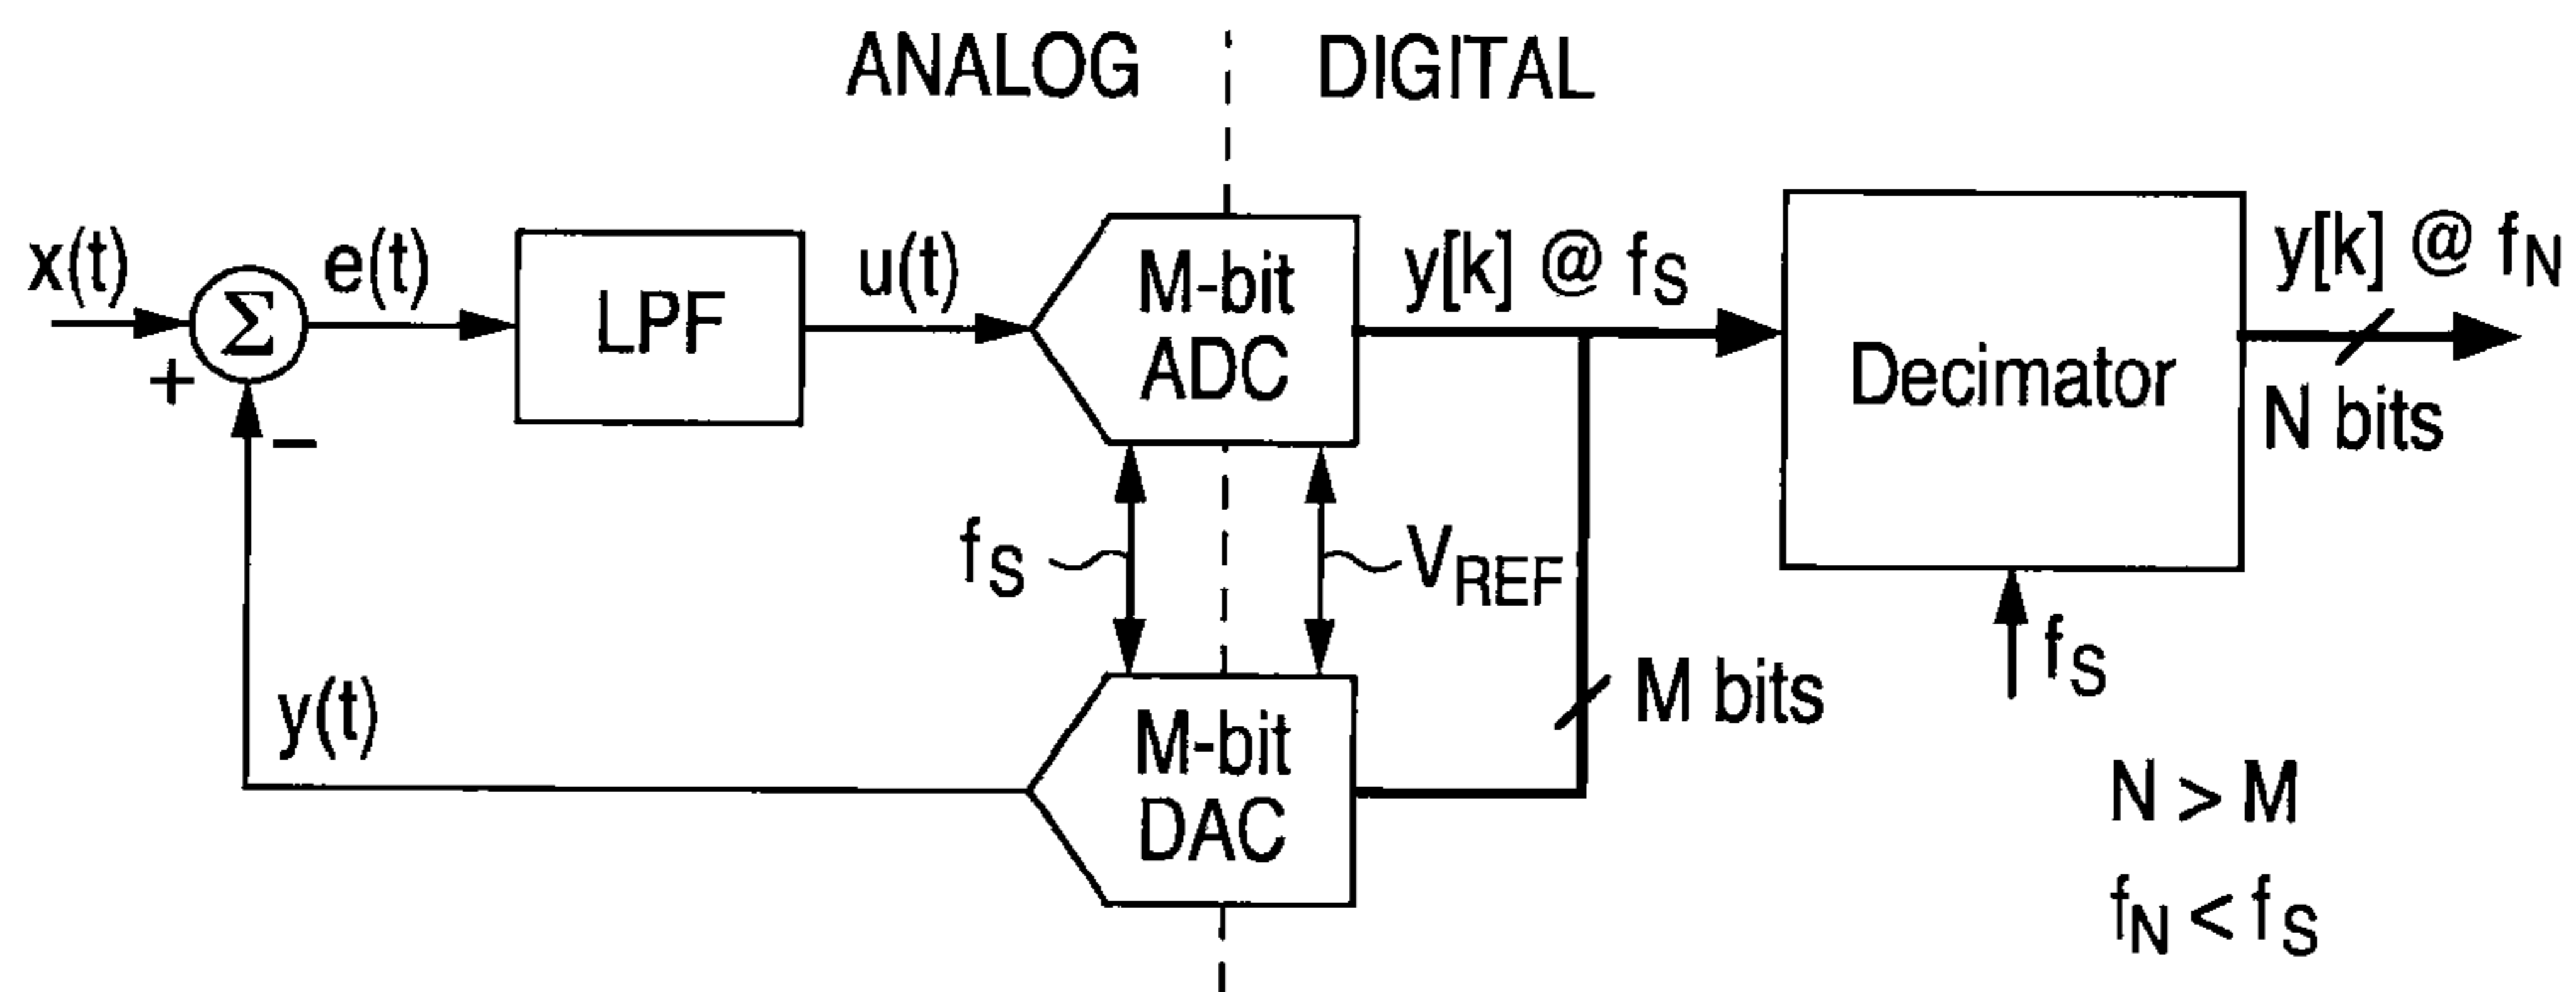 ANALOG
DIGITAL
x(t)
+
Σ
−
e(t)
LPF
u(t)
M-bit
ADC
y[k] @ fS
Decimator
y[k] @ fN
N bits
fS
VREF
fS
y(t)
M-bit
DAC
M bits
N > M
fN < fS